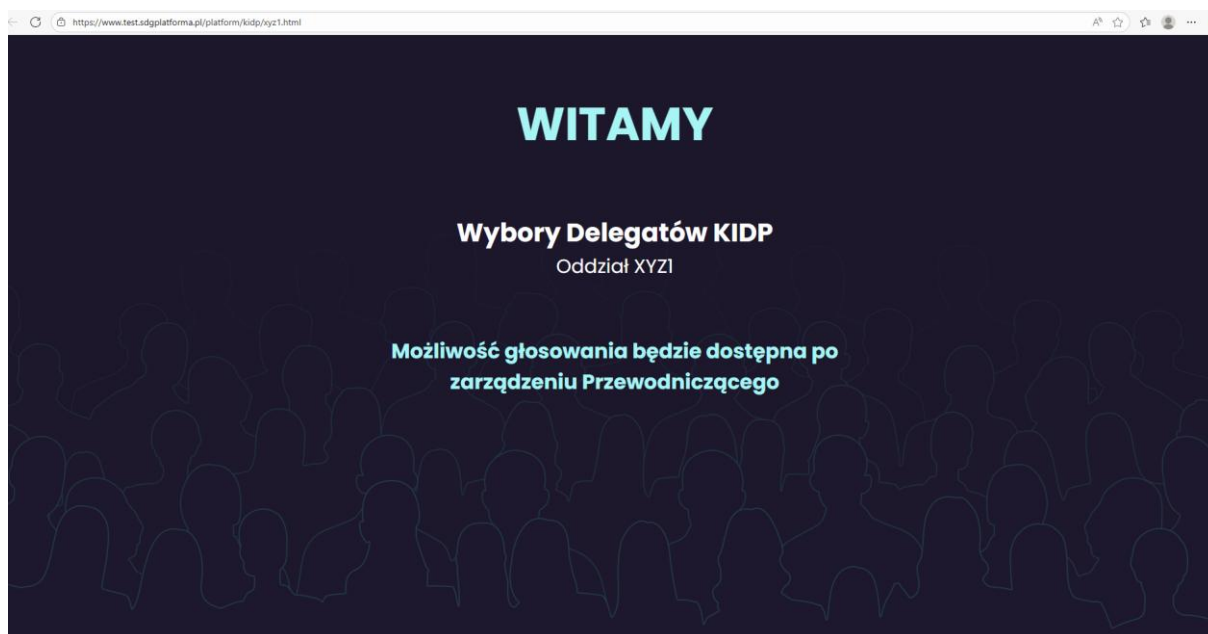 https://www.test.sdgplatforma.pl/platform/kidp/xyz1.html
WITAMY
Wybory Delegatów KIDP
Oddział XYZ1
Możliwość głosowania będzie dostępna po
zarządzeniu Przewodniczącego